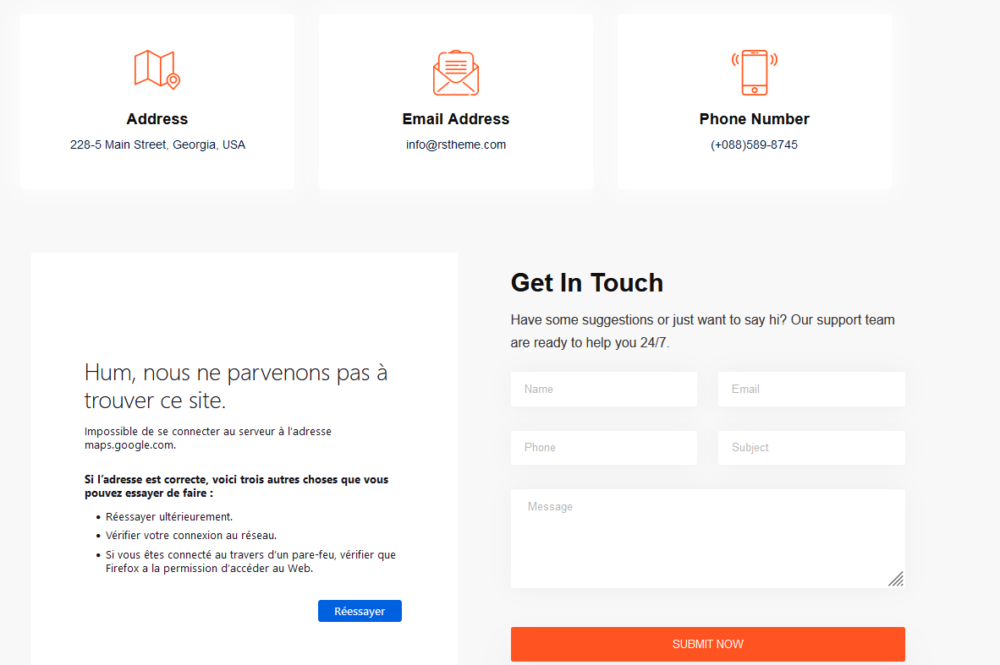 Address
228-5 Main Street, Georgia, USA
Email Address
info@rstheme.com
Phone Number
(+088)589-8745
Hum, nous ne parvenons pas à
trouver ce site.
Impossible de se connecter au serveur à l’adresse
maps.google.com.
Si l’adresse est correcte, voici trois autres choses que vous
pouvez essayer de faire :
• Réessayer ultérieurement.
• Vérifier votre connexion au réseau.
• Si vous êtes connecté au travers d’un pare-feu, vérifier que
Firefox a la permission d’accéder au Web.
Réessayer
Get In Touch
Have some suggestions or just want to say hi? Our support team
are ready to help you 24/7.
Name
Email
Phone
Subject
Message
SUBMIT NOW